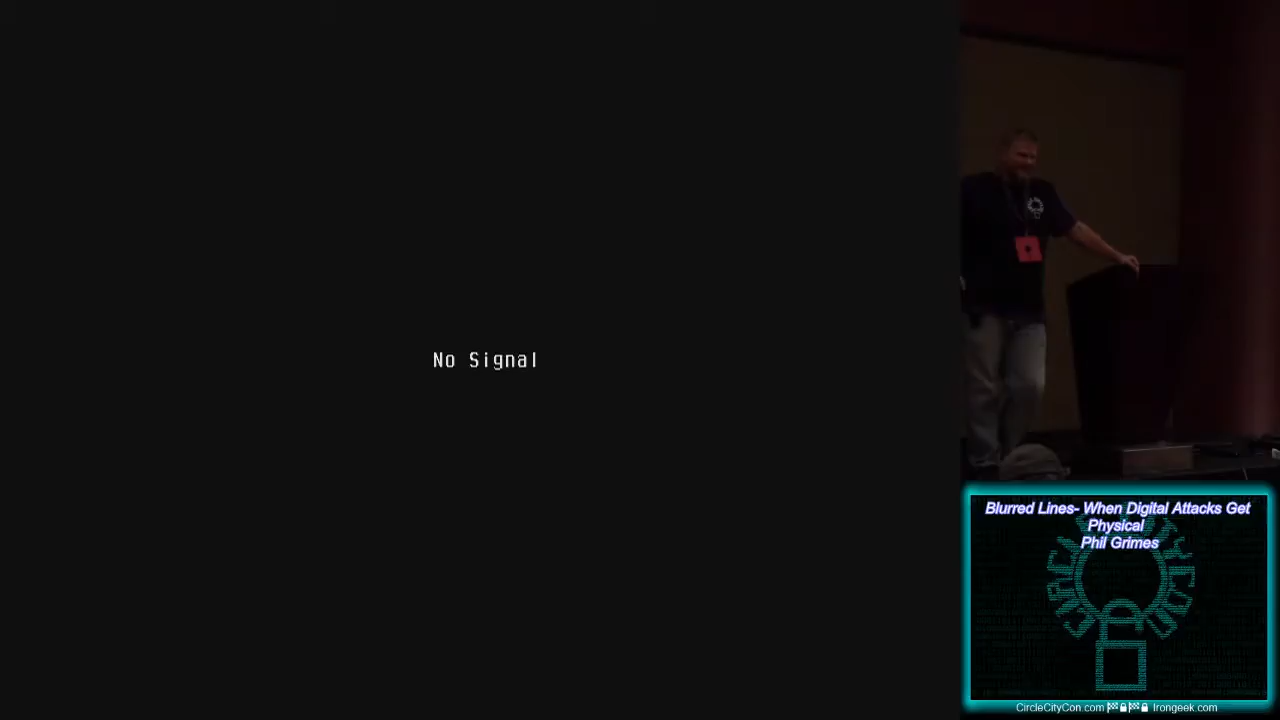 No Signal
Blurred Lines- When Digital Attacks Get
Physical
Phil Grimes
CircleCityCon.com Irongeek.com